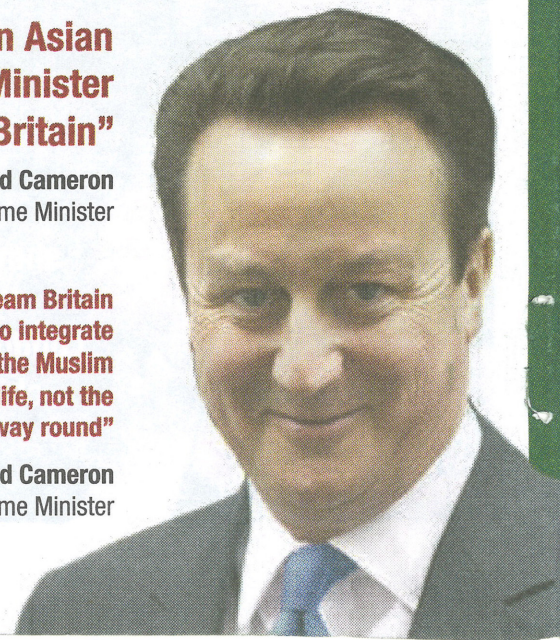 n Asian
Minister
Britain”
d Cameron
me Minister
eam Britain
o integrate
the Muslim
ife, not the
way round”
d Cameron
me Minister